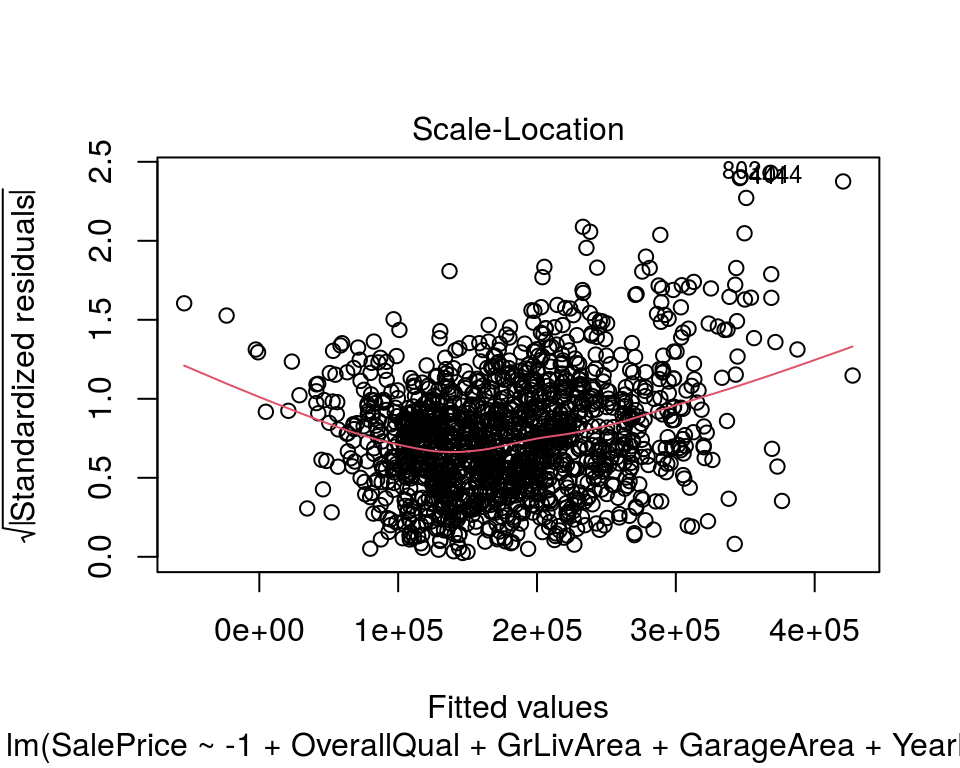 Scale-Location
√|Standardized residuals|
2.5
2.0
1.5
1.0
0.5
0.0
0e+00 1e+05 2e+05 3e+05 4e+05
Fitted values
lm(SalePrice ~ -1 + OverallQual + GrLivArea + GarageArea + Yearl